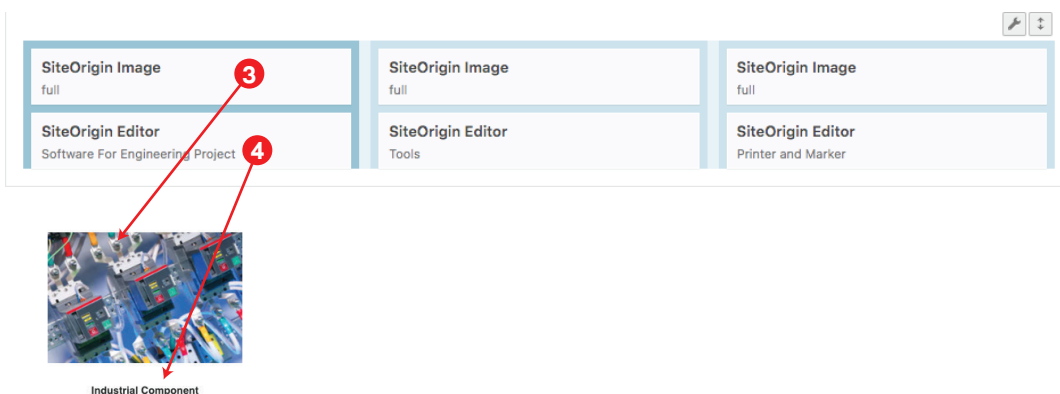 SiteOrigin Image
full
SiteOrigin Editor
Software For Engineering Project
SiteOrigin Image
full
SiteOrigin Editor
Tools
SiteOrigin Image
full
SiteOrigin Editor
Printer and Marker
3
4
Industrial Component